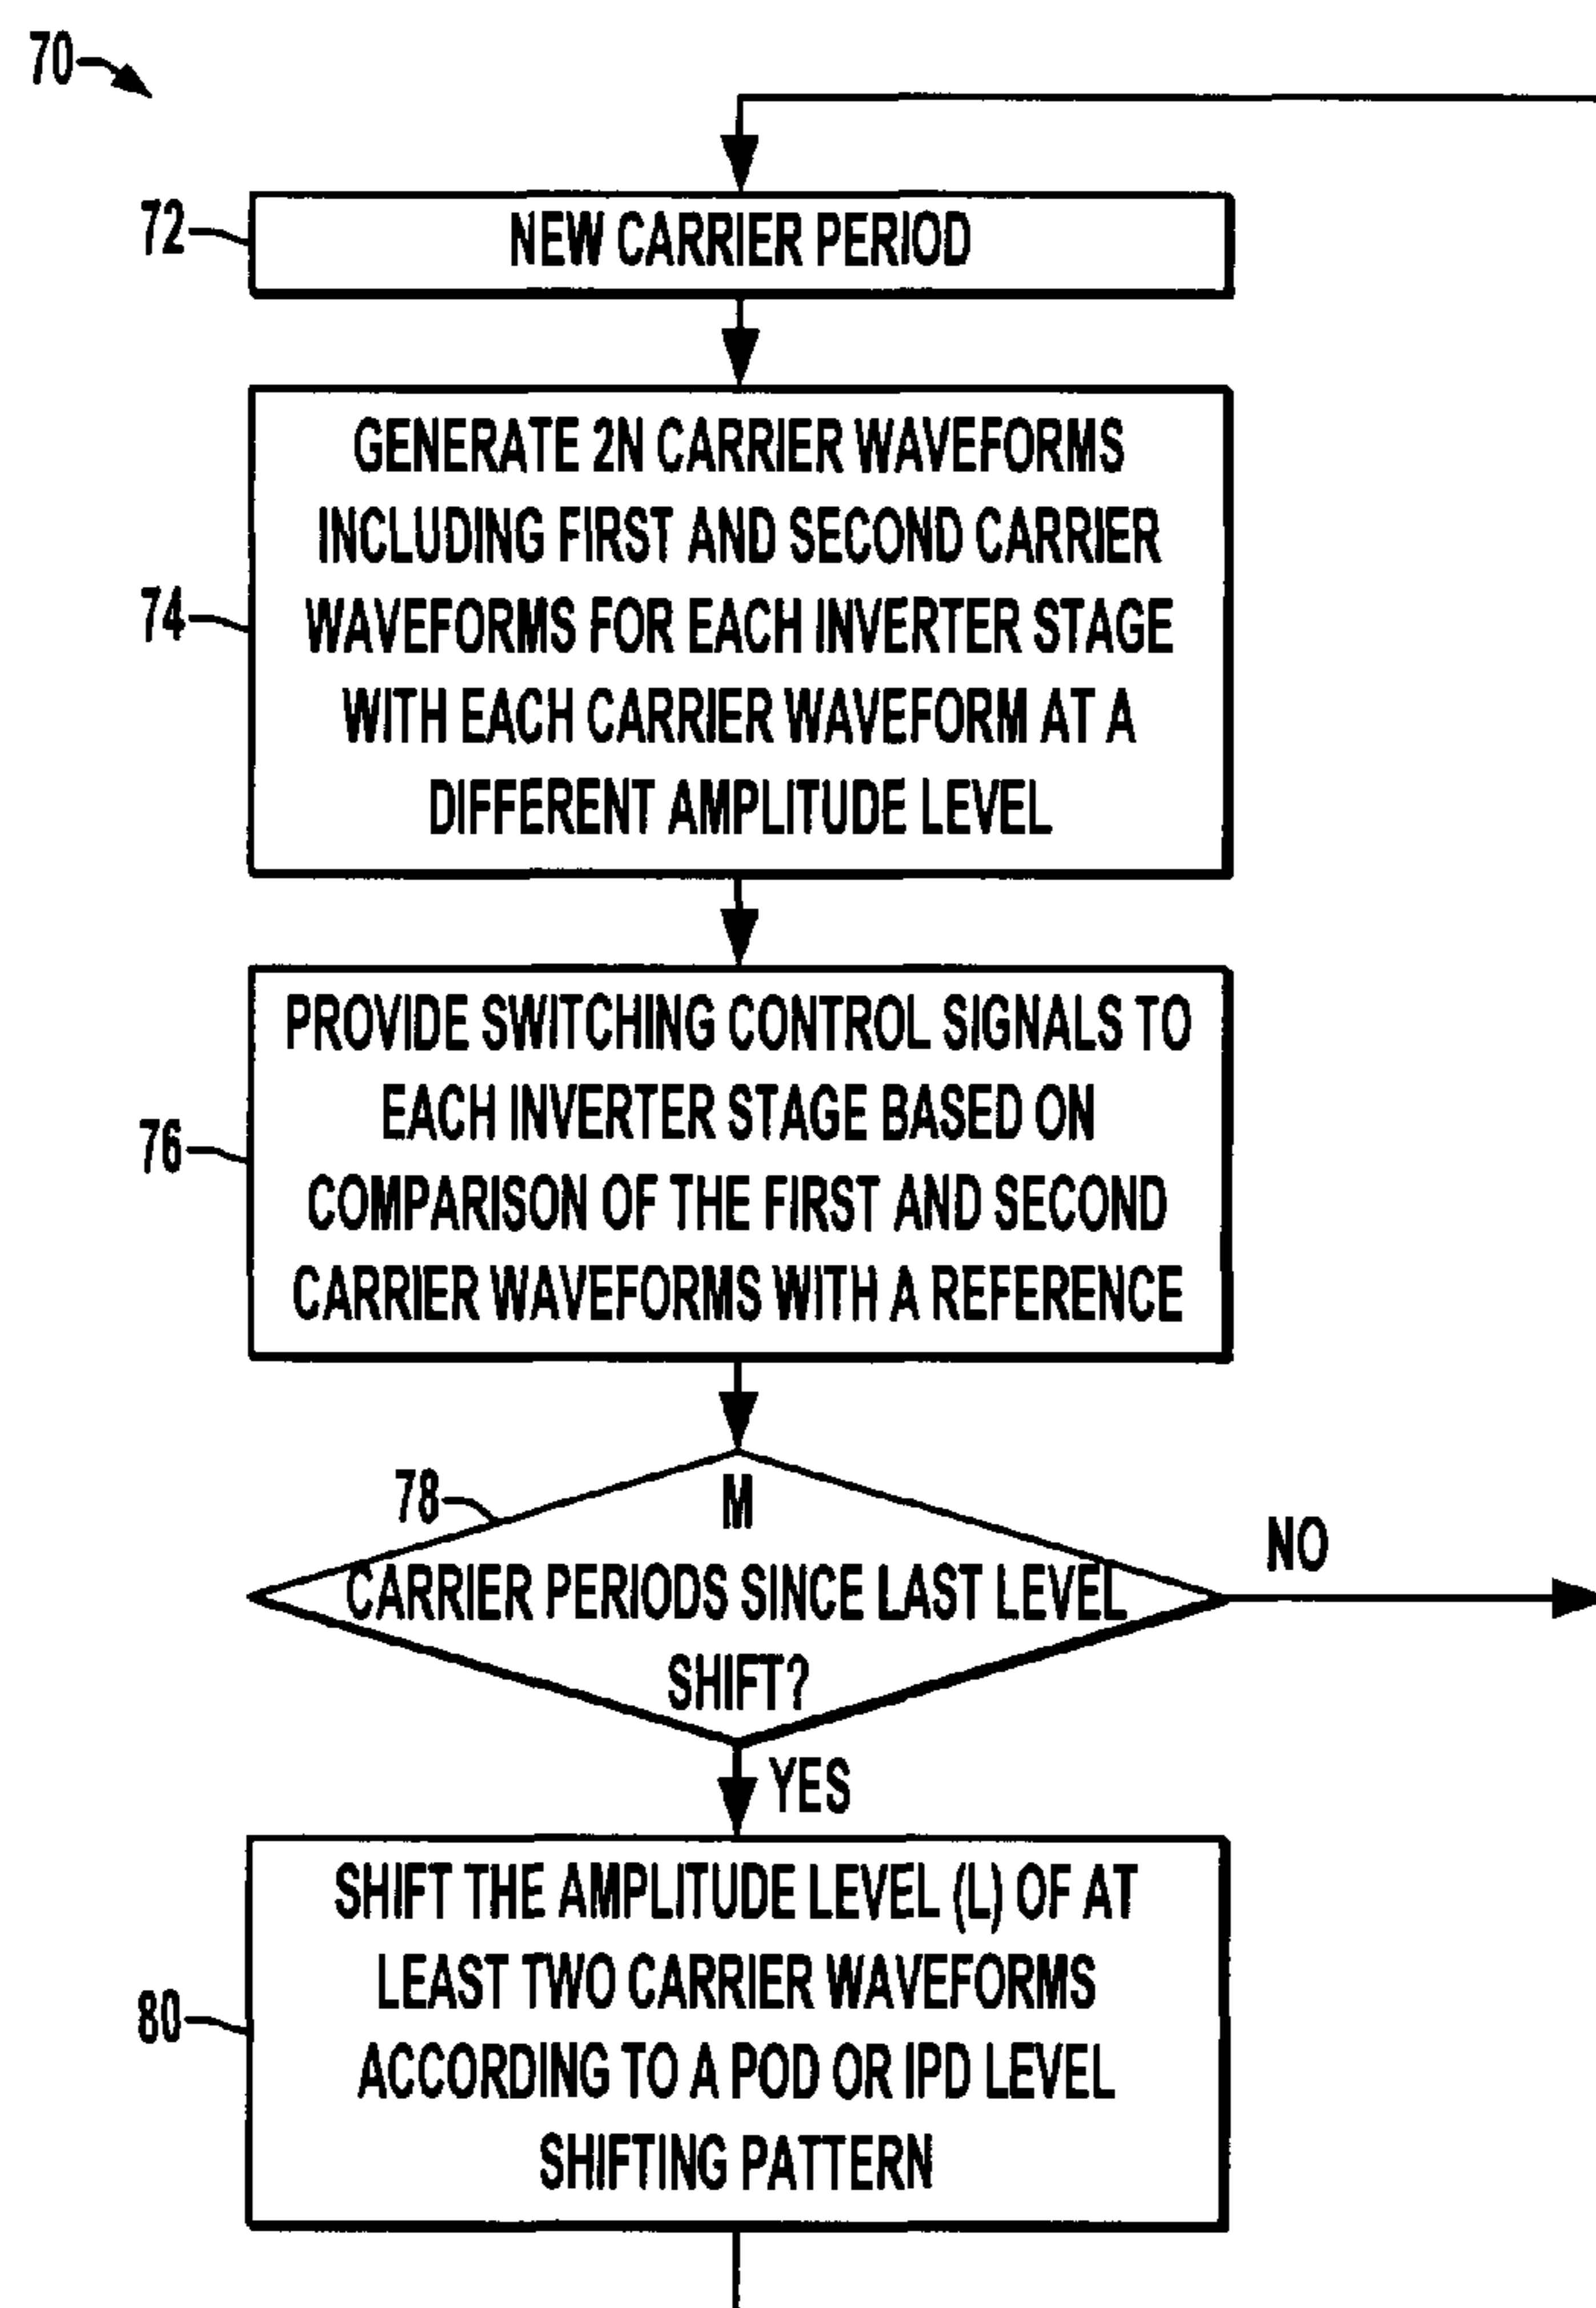 70
72
NEW CARRIER PERIOD
74
GENERATE 2N CARRIER WAVEFORMS
INCLUDING FIRST AND SECOND CARRIER
WAVEFORMS FOR EACH INVERTER STAGE
WITH EACH CARRIER WAVEFORM AT A
DIFFERENT AMPLITUDE LEVEL
76
PROVIDE SWITCHING CONTROL SIGNALS TO
EACH INVERTER STAGE BASED ON
COMPARISON OF THE FIRST AND SECOND
CARRIER WAVEFORMS WITH A REFERENCE
78
M
CARRIER PERIODS SINCE LAST LEVEL
SHIFT?
NO
YES
80
SHIFT THE AMPLITUDE LEVEL (L) OF AT
LEAST TWO CARRIER WAVEFORMS
ACCORDING TO A POD OR IPD LEVEL
SHIFTING PATTERN